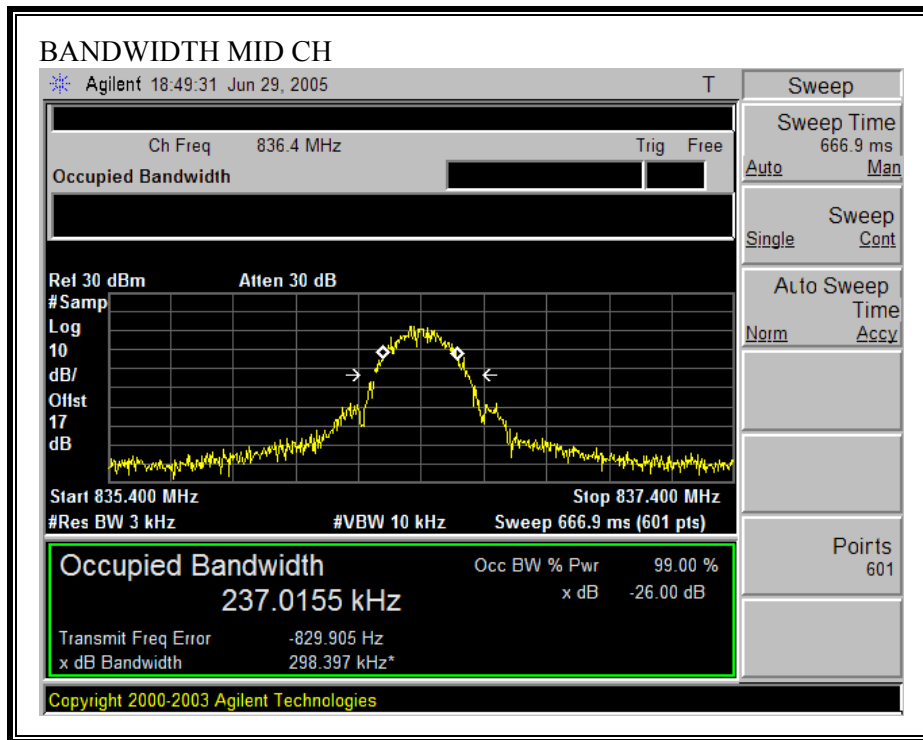 BANDWIDTH MID CH
Agilent 18:49:31 Jun 29, 2005 T
Ch Freq 836.4 MHz Trig Free
Occupied Bandwidth
Ref 30 dBm Atten 30 dB
#Samp
Log
10
dB/
Offst
17
dB
Start 835.400 MHz Stop 837.400 MHz
#Res BW 3 kHz #VBW 10 kHz Sweep 666.9 ms (601 pts)
Occupied Bandwidth
237.0155 kHz
Occ BW % Pwr 99.00 %
x dB -26.00 dB
Transmit Freq Error -829.905 Hz
x dB Bandwidth 298.397 kHz*
Copyright 2000-2003 Agilent Technologies
Sweep
Sweep Time
666.9 ms
Auto Man
Sweep
Single Cont
Auto Sweep
Time
Norm Accy
Points
601